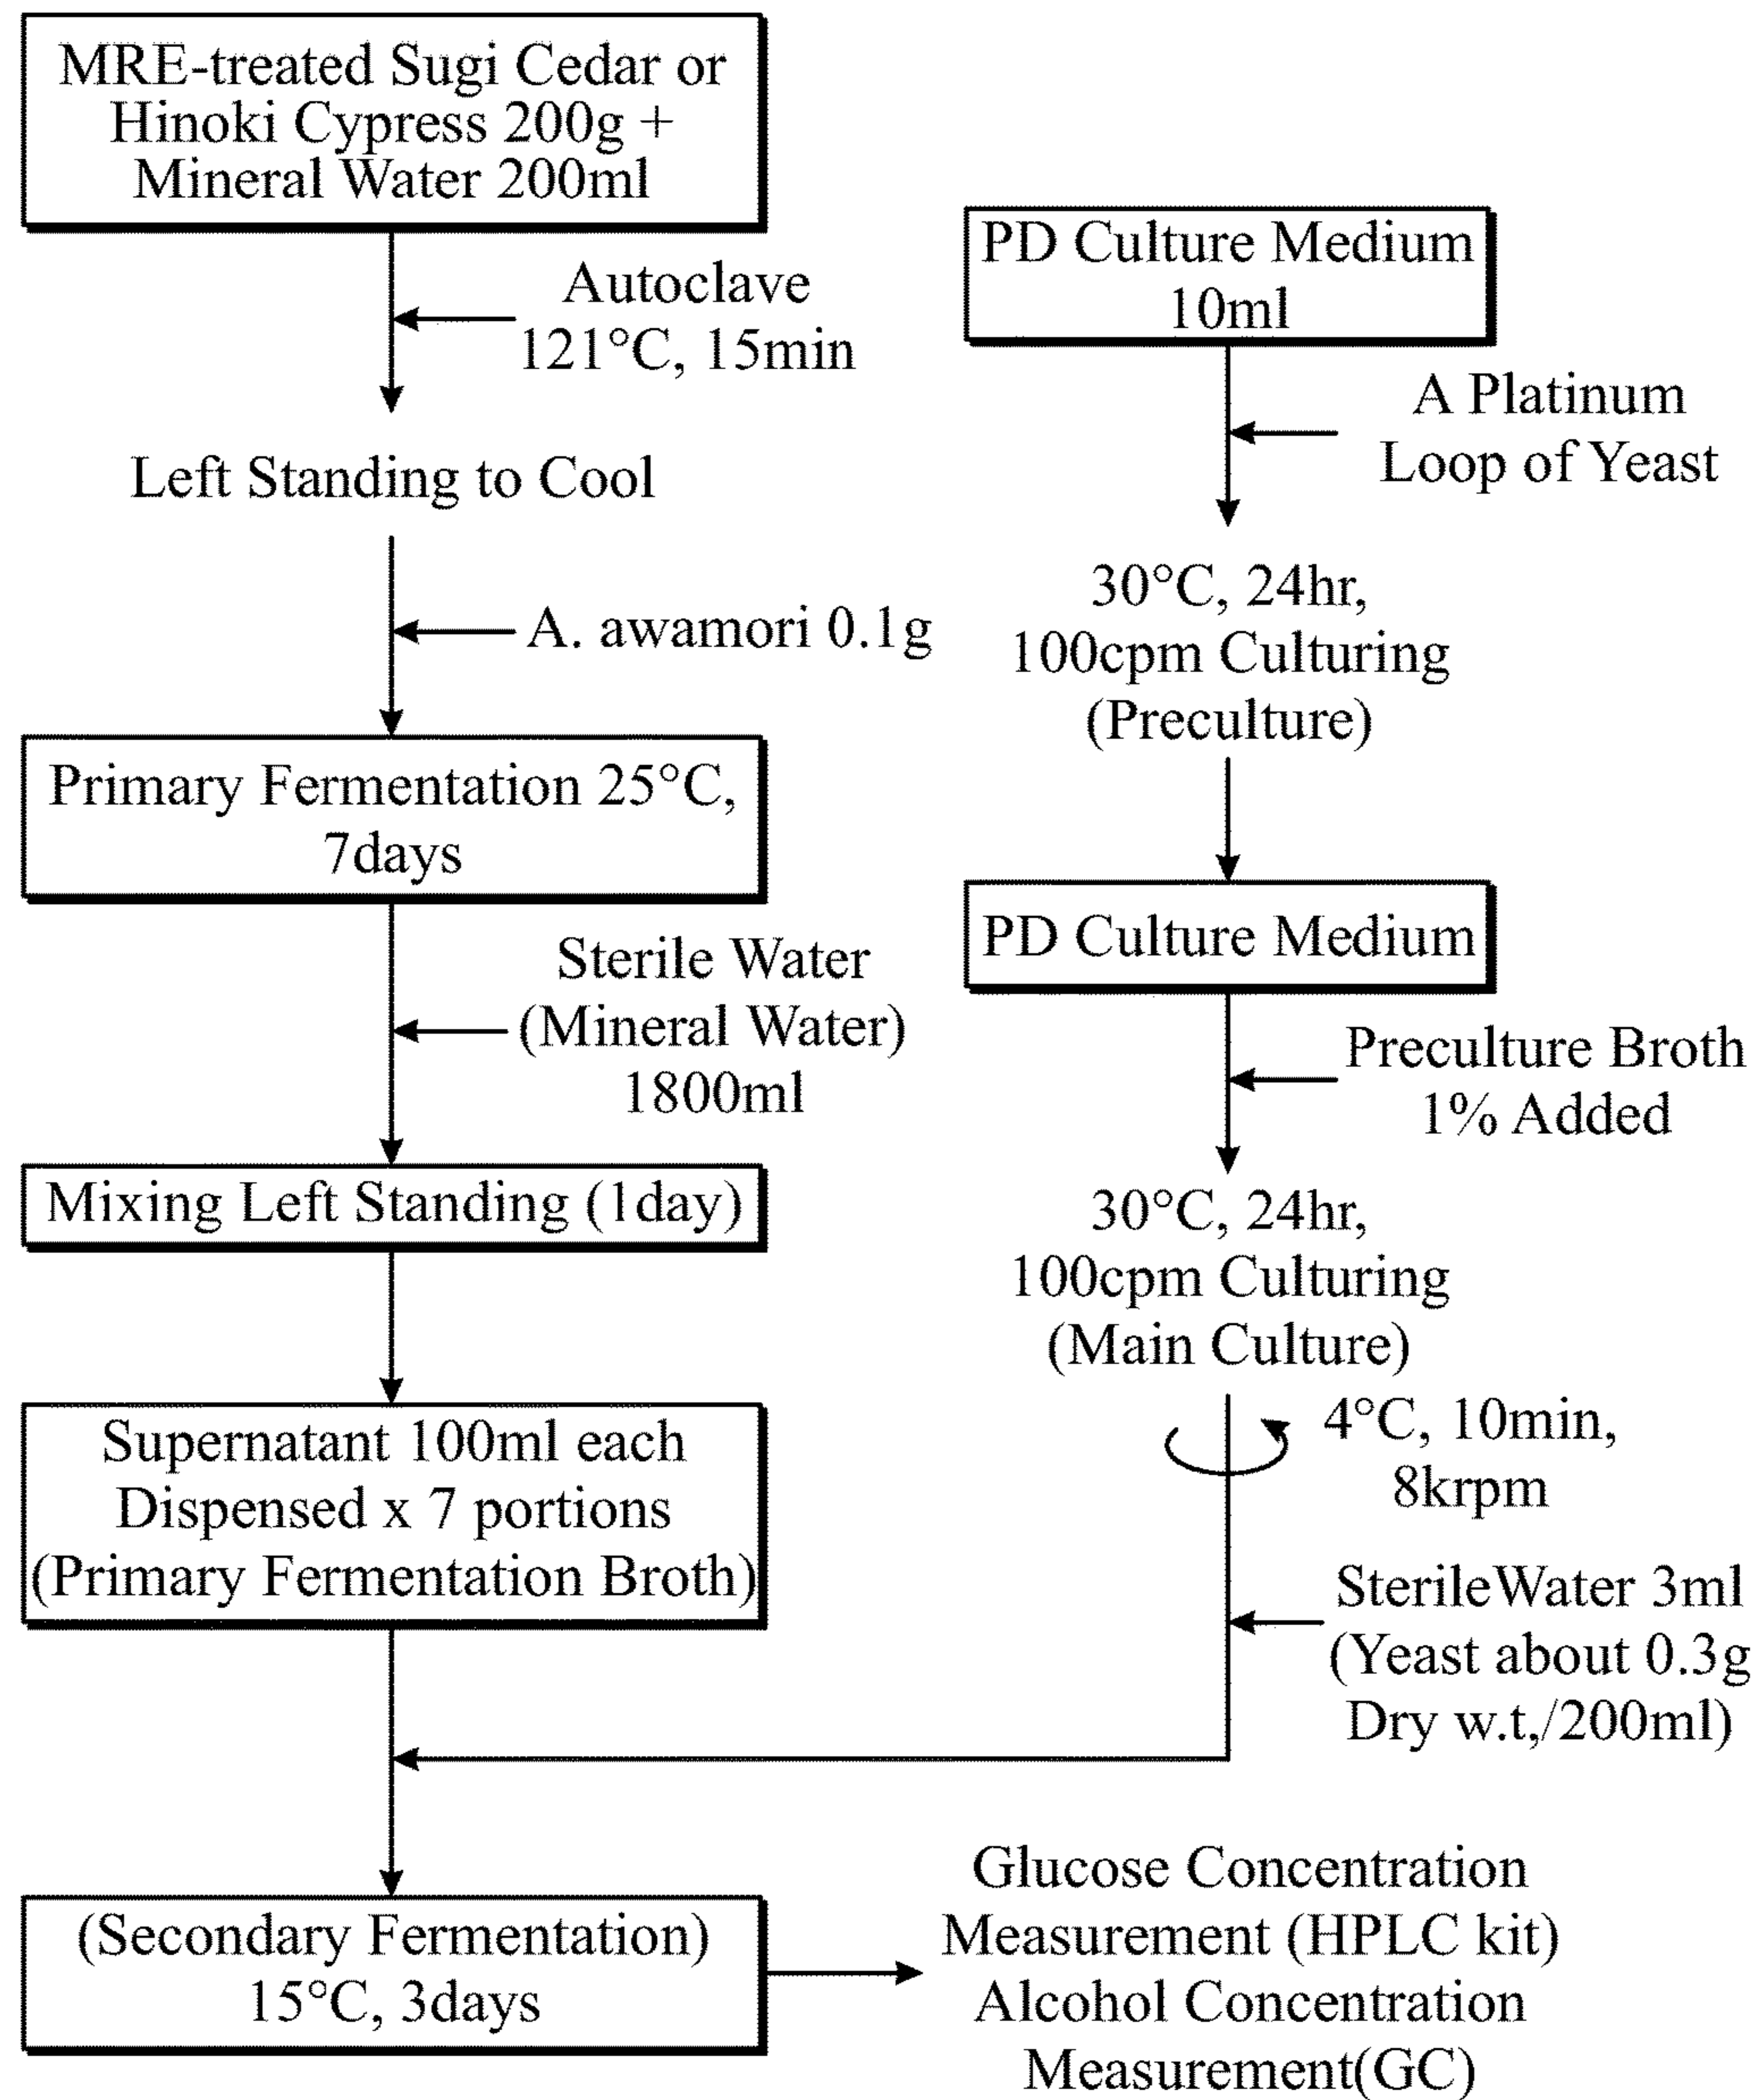 MRE-treated Sugi Cedar or
Hinoki Cypress 200g +
Mineral Water 200ml
Autoclave
121°C, 15min
Left Standing to Cool
A. awamori 0.1g
Primary Fermentation 25°C,
7days
Sterile Water
(Mineral Water)
1800ml
Mixing Left Standing (1day)
Supernatant 100ml each
Dispensed x 7 portions
(Primary Fermentation Broth)
PD Culture Medium
10ml
A Platinum
Loop of Yeast
30°C, 24hr,
100cpm Culturing
(Preculture)
PD Culture Medium
Preculture Broth
1% Added
30°C, 24hr,
100cpm Culturing
(Main Culture)
4°C, 10min,
8krpm
SterileWater 3ml
(Yeast about 0.3g
Dry w.t,/200ml)
(Secondary Fermentation)
15°C, 3days
Glucose Concentration
Measurement (HPLC kit)
Alcohol Concentration
Measurement(GC)